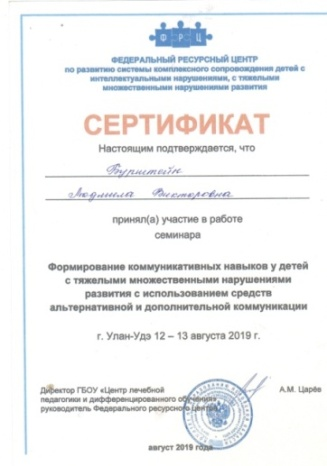 ФРЦ
ФЕДЕРАЛЬНЫЙ РЕСУРСНЫЙ ЦЕНТР
по развитию системы комплексного сопровождения детей с
интеллектуальными нарушениями, с тяжелыми
множественными нарушениями развития
СЕРТИФИКАТ
Настоящим подтверждается, что
Бурштейн
Людмила Викторовна
принял(а) участие в работе
семинара
Формирование коммуникативных навыков у детей
с тяжелыми множественными нарушениями
развития с использованием средств
альтернативной и дополнительной коммуникации
г. Улан-Удэ 12 – 13 августа 2019 г.
Директор ГБОУ «Центр лечебной
педагогики и дифференцированного обучения»
руководитель Федерального ресурсного центра
А.М. Царёв
август 2019 года